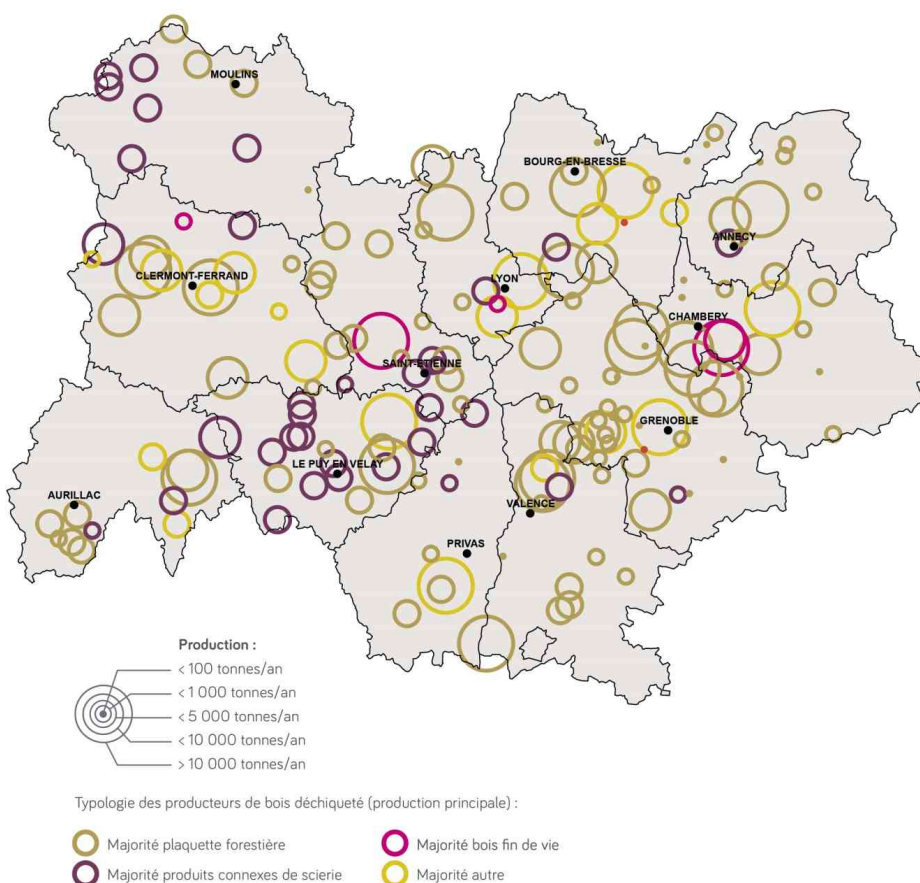 MOULINS
BOURG-EN-BRESSE
ANNECY
CLERMONT-FERRAND
LYON
CHAMBERY
SAINT-ETIENNE
GRENOBLE
LE PUY EN VELAY
AURILLAC
VALENCE
PRIVAS
Production :
< 100 tonnes/an
< 1 000 tonnes/an
< 5 000 tonnes/an
< 10 000 tonnes/an
> 10 000 tonnes/an
Typologie des producteurs de bois déchiqueté (production principale) :
Majorité plaquette forestière
Majorité bois fin de vie
Majorité produits connexes de scierie
Majorité autre